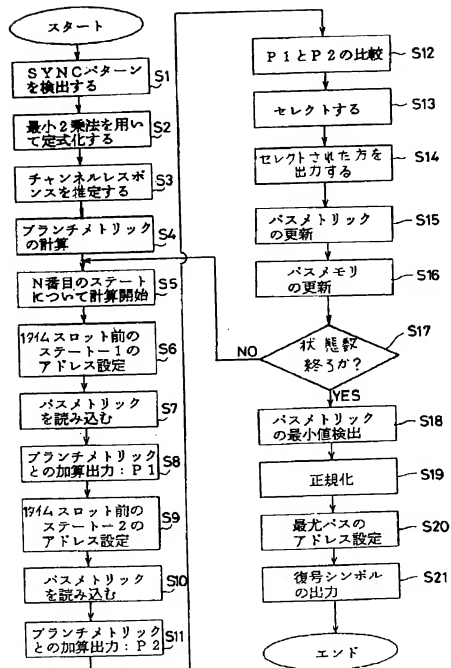 スタート
SYNCパターン
を検出する
S1
最小2乗法を用い
て定式化する
S2
チャンネルレスポ
ンスを推定する
S3
ブランチメトリック
の計算
S4
N番目のステート
について計算開始
S5
1タイムスロット前の
ステートー1の
アドレス設定
S6
パスメトリック
を読み込む
S7
ブランチメトリック
との加算出力:P1
S8
1タイムスロット前の
ステートー2の
アドレス設定
S9
パスメトリック
を読み込む
S10
ブランチメトリック
との加算出力:P2
S11
P1とP2の比較
S12
セレクトする
S13
セレクトされた方を
出力する
S14
パスメトリック
の更新
S15
パスメモリ
の更新
S16
状態数
終ろか?
S17
NO
YES
パスメトリック
の最小値検出
S18
正規化
S19
最尤パスの
アドレス設定
S20
復号シンボル
の出力
S21
エンド